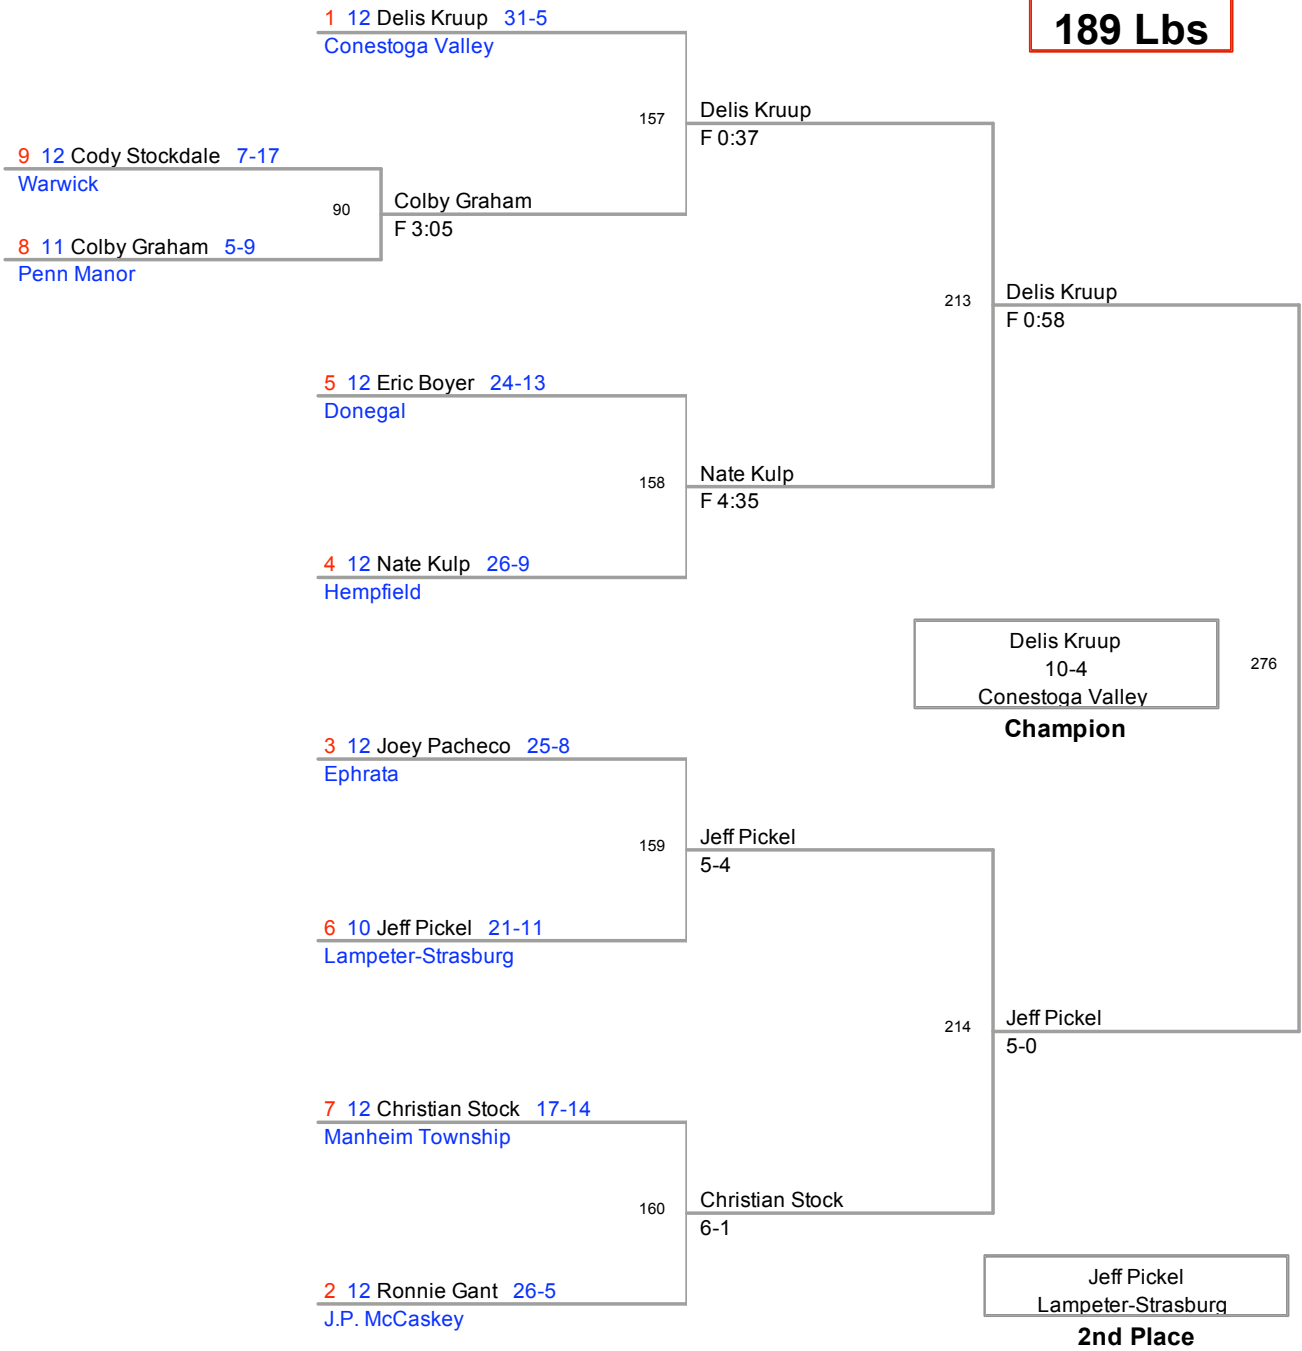 189 Lbs
1 12 Delis Kruup 31-5
Conestoga Valley
157
Delis Kruup
F 0:37
9 12 Cody Stockdale 7-17
Warwick
90
Colby Graham
F 3:05
8 11 Colby Graham 5-9
Penn Manor
213
Delis Kruup
F 0:58
5 12 Eric Boyer 24-13
Donegal
158
Nate Kulp
F 4:35
4 12 Nate Kulp 26-9
Hempfield
Delis Kruup
10-4
Conestoga Valley
Champion
276
3 12 Joey Pacheco 25-8
Ephrata
159
Jeff Pickel
5-4
6 10 Jeff Pickel 21-11
Lampeter-Strasburg
214
Jeff Pickel
5-0
7 12 Christian Stock 17-14
Manheim Township
160
Christian Stock
6-1
2 12 Ronnie Gant 26-5
J.P. McCaskey
Jeff Pickel
Lampeter-Strasburg
2nd Place